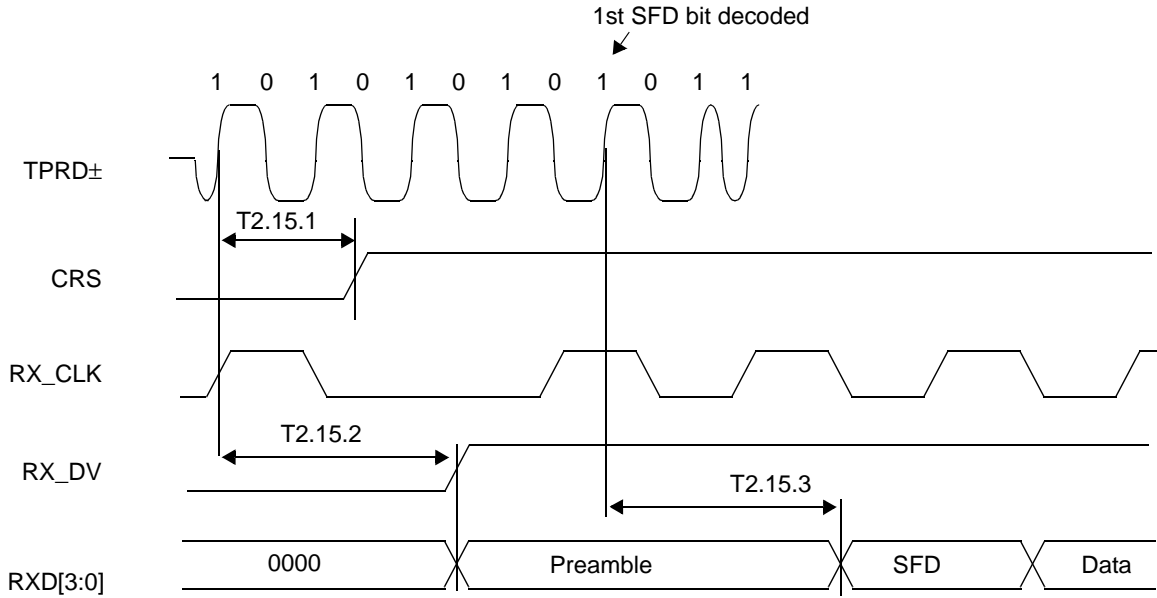 1st SFD bit decoded
1 0 1 0 1 0 1 0 1 0 1 1
TPRD±
T2.15.1
CRS
RX_CLK
T2.15.2
RX_DV
T2.15.3
RXD[3:0]
0000
Preamble
SFD
Data